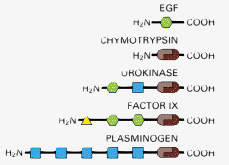 EGF
H₂N COOH
CHYMOTRYPSIN
H₂N COOH
UROKINASE
H₂N COOH
FACTOR IX
H₂N COOH
PLASMINOGEN
H₂N COOH